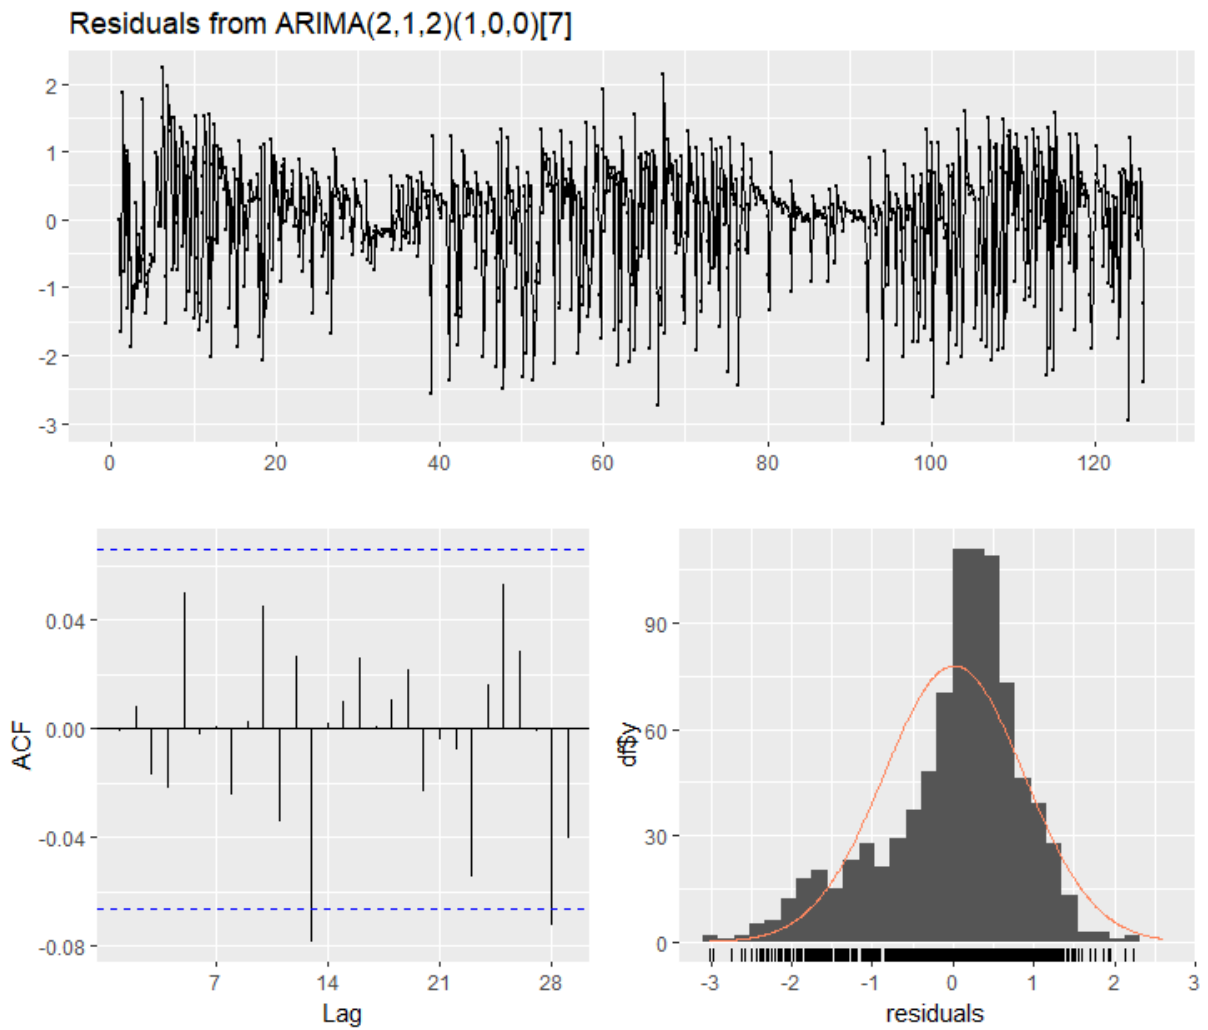 Residuals from ARIMA(2,1,2)(1,0,0)[7]
2
1
0
-1
-2
-3
0 20 40 60 80 100 120
ACF
0.04
0.00
-0.04
-0.08
7 14 21 28
Lag
df$y
90
60
30
0
-3 -2 -1 0 1 2 3
residuals